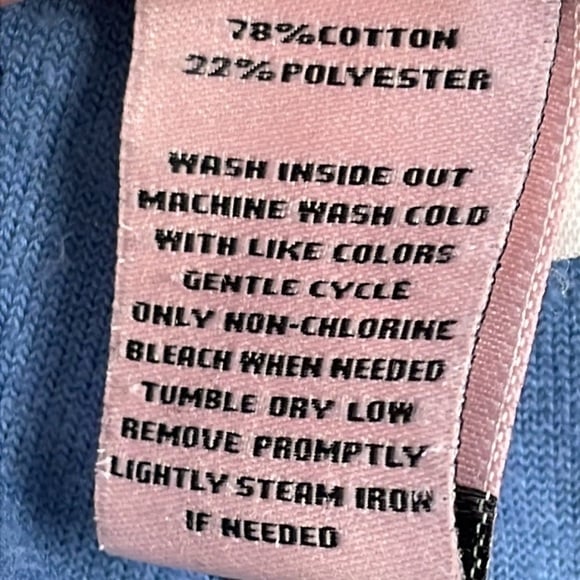 78% COTTON
22% POLYESTER
WASH INSIDE OUT
MACHINE WASH COLD
WITH LIKE COLORS
GENTLE CYCLE
ONLY NON-CHLORINE
BLEACH WHEN NEEDED
TUMBLE DRY LOW
REMOVE PROMPTLY
LIGHTLY STEAM IRON
IF NEEDED